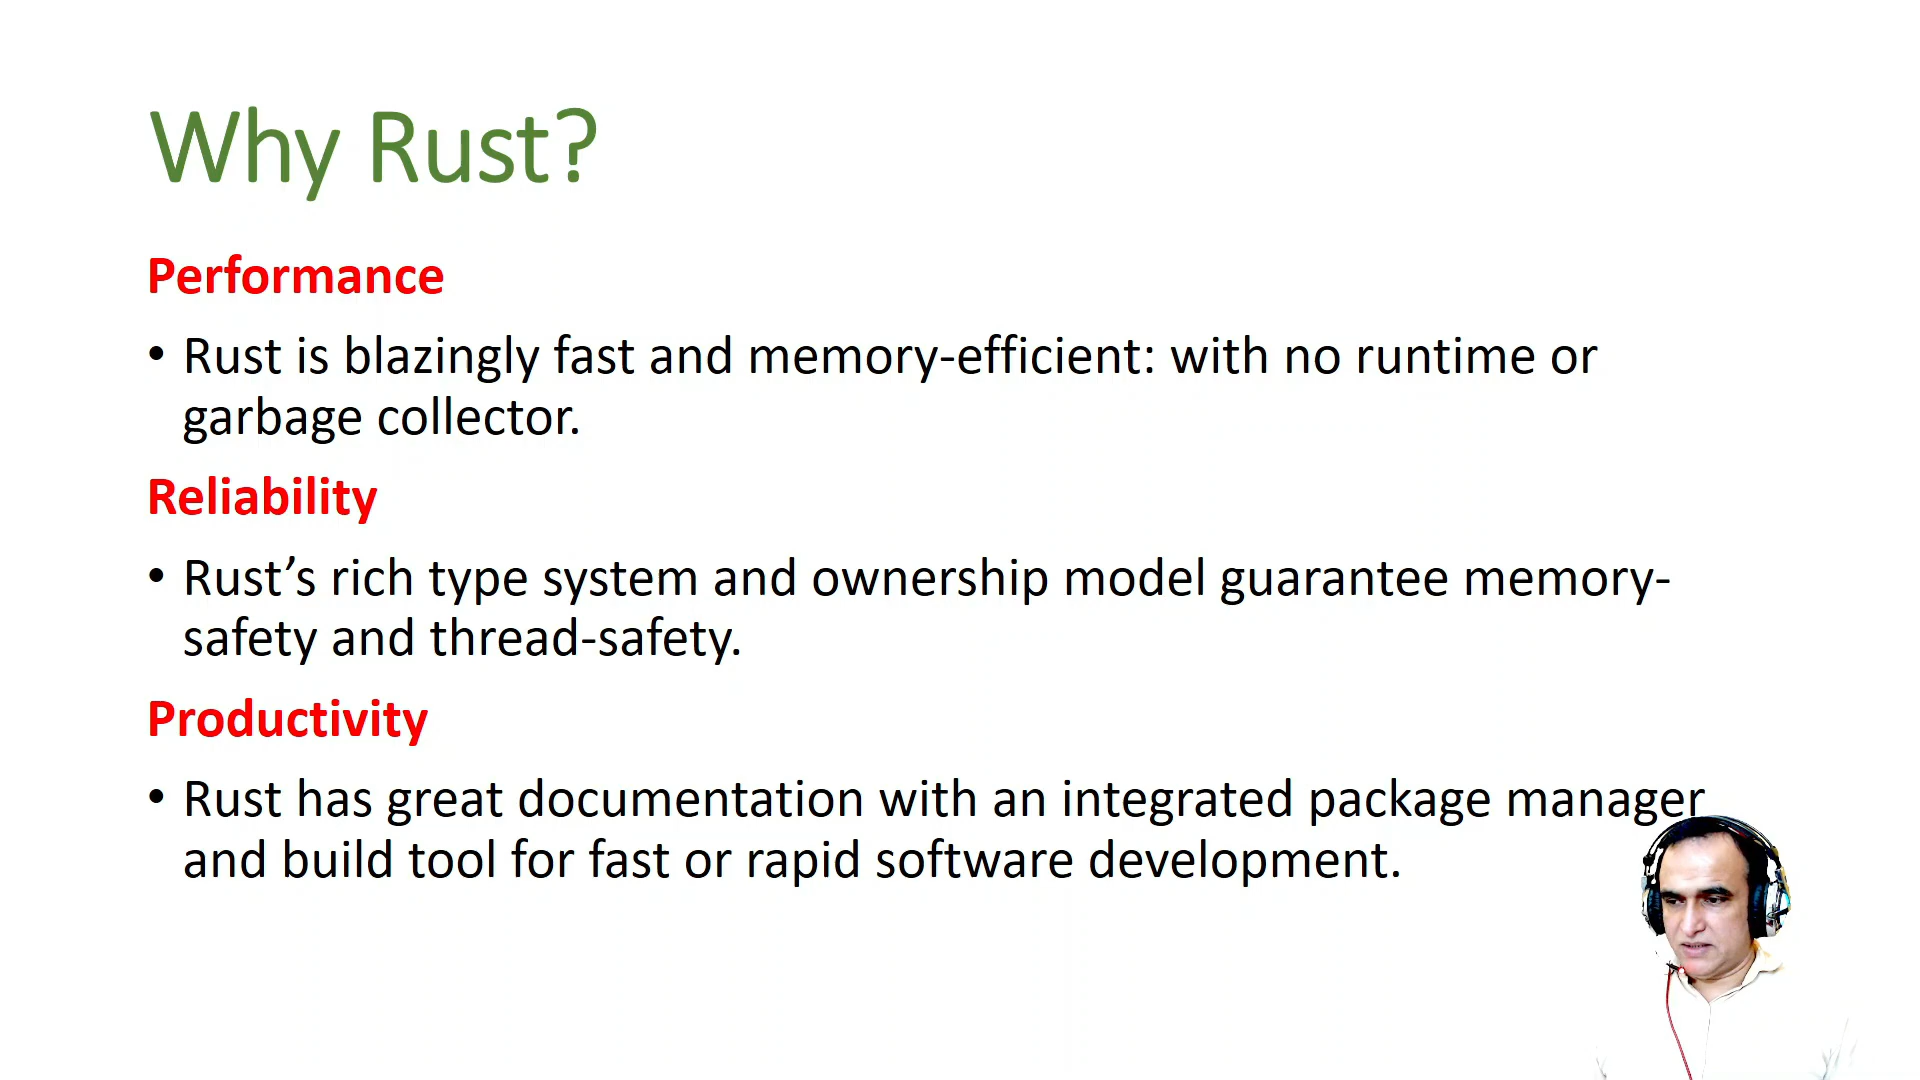 Why Rust?
Performance
• Rust is blazingly fast and memory-efficient: with no runtime or
garbage collector.
Reliability
• Rust’s rich type system and ownership model guarantee memory-
safety and thread-safety.
Productivity
• Rust has great documentation with an integrated package manager
and build tool for fast or rapid software development.